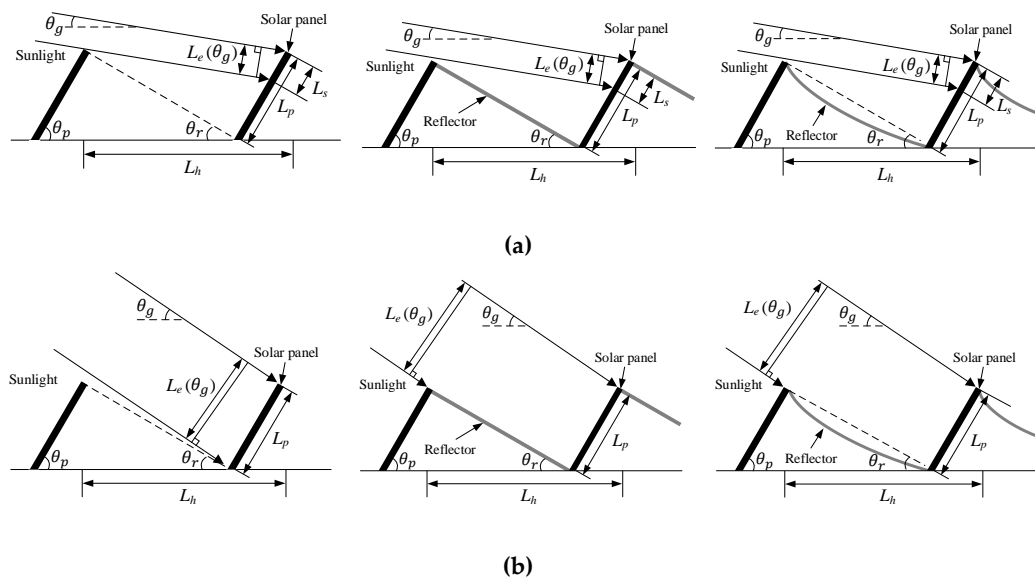 θg
Solar panel
Sunlight
Le(θg)
Ls
Lp
θp
θr
Lh
θg
Solar panel
Sunlight
Le(θg)
Ls
Lp
Reflector
θp
θr
Lh
θg
Solar panel
Sunlight
Le(θg)
Ls
Lp
Reflector
θp
θr
Lh
(a)
θg
Solar panel
Sunlight
Le(θg)
Lp
θp
θr
Lh
Le(θg)
θg
Solar panel
Sunlight
Lp
Reflector
θp
θr
Lh
Le(θg)
θg
Solar panel
Sunlight
Lp
Reflector
θp
θr
Lh
(b)